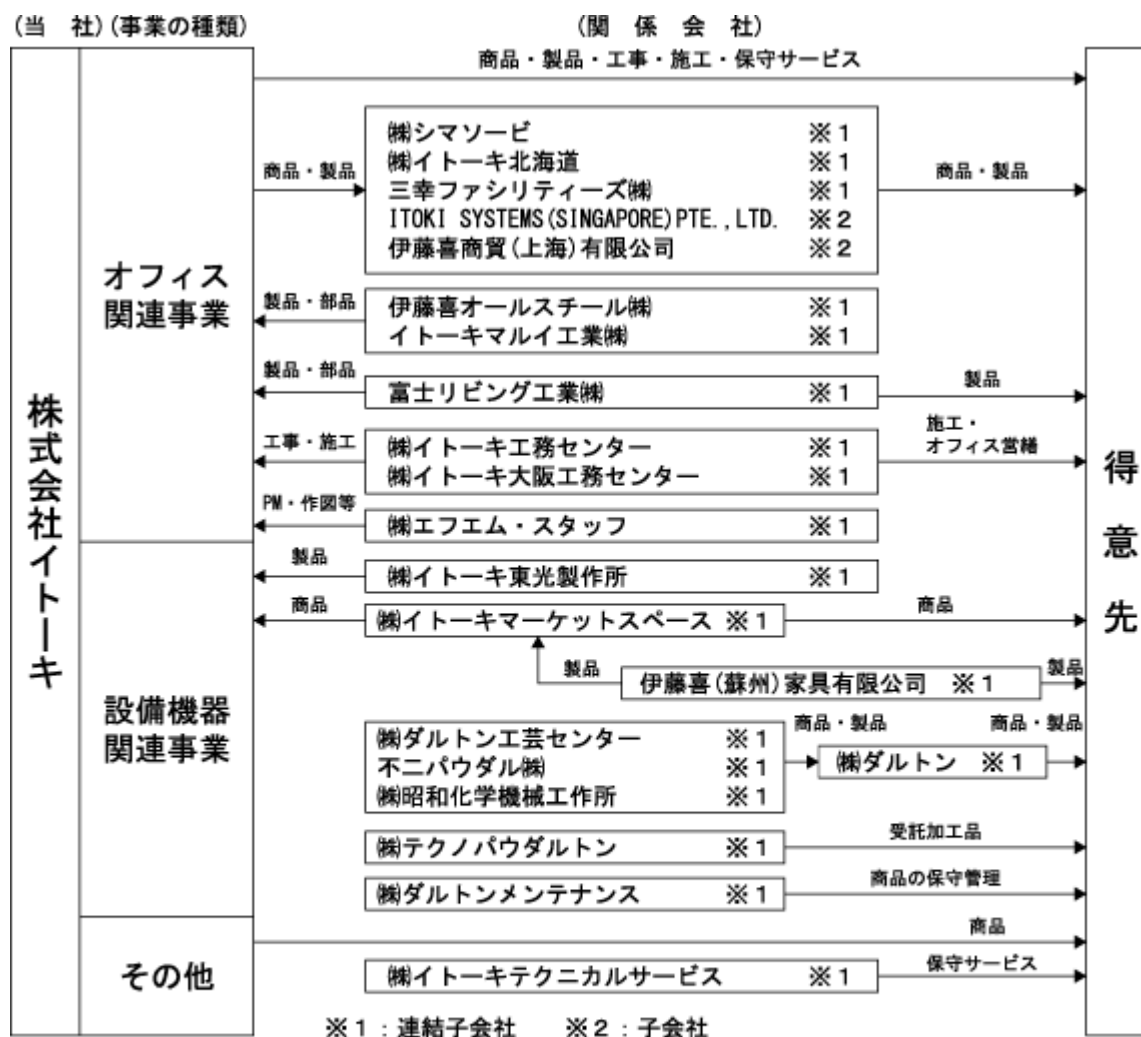 (当　社)(事業の種類)　(関　係　会　社)
商品・製品・工事・施工・保守サービス
株式会社イトーキ
オフィス
関連事業
商品・製品
㈱シマソービ　※1
㈱イトーキ北海道　※1
三幸ファシリティーズ㈱　※1
ITOKI SYSTEMS(SINGAPORE)PTE.,LTD.　※2
伊藤喜商貿(上海)有限公司　※2
商品・製品
製品・部品
伊藤喜オールスチール㈱　※1
イトーキマルイ工業㈱　※1
製品・部品
富士リビング工業㈱　※1
製品
工事・施工
㈱イトーキ工務センター　※1
㈱イトーキ大阪工務センター　※1
施工・
オフィス営繕
PM・作図等
㈱エフエム・スタッフ　※1
設備機器
関連事業
製品
㈱イトーキ東光製作所　※1
商品
㈱イトーキマーケットスペース　※1
商品
製品
伊藤喜(蘇州)家具有限公司　※1
製品
㈱ダルトン工芸センター　※1
不二パウダル㈱　※1
㈱昭和化学機械工作所　※1
商品・製品
㈱ダルトン　※1
商品・製品
㈱テクノパウダルトン　※1
受託加工品
㈱ダルトンメンテナンス　※1
商品の保守管理
その他
商品
㈱イトーキテクニカルサービス　※1
保守サービス
得意先
※1：連結子会社　※2：子会社